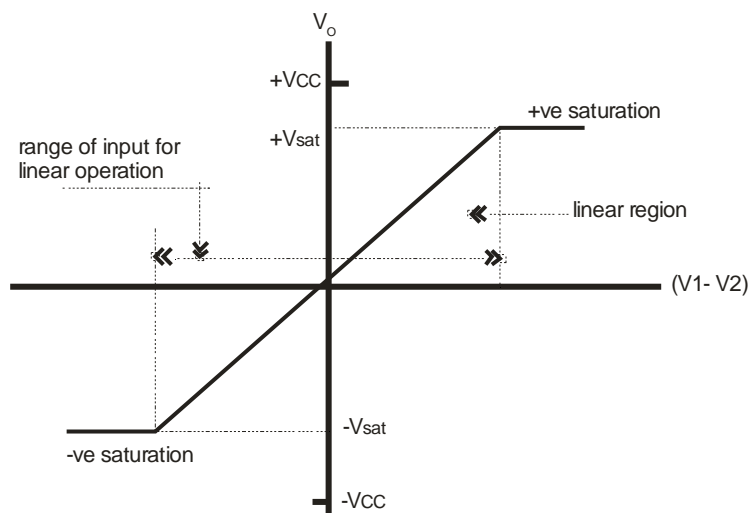 Vo
+VCC
+ve saturation
+Vsat
range of input for
linear operation
linear region
(V1- V2)
-Vsat
-ve saturation
-VCC